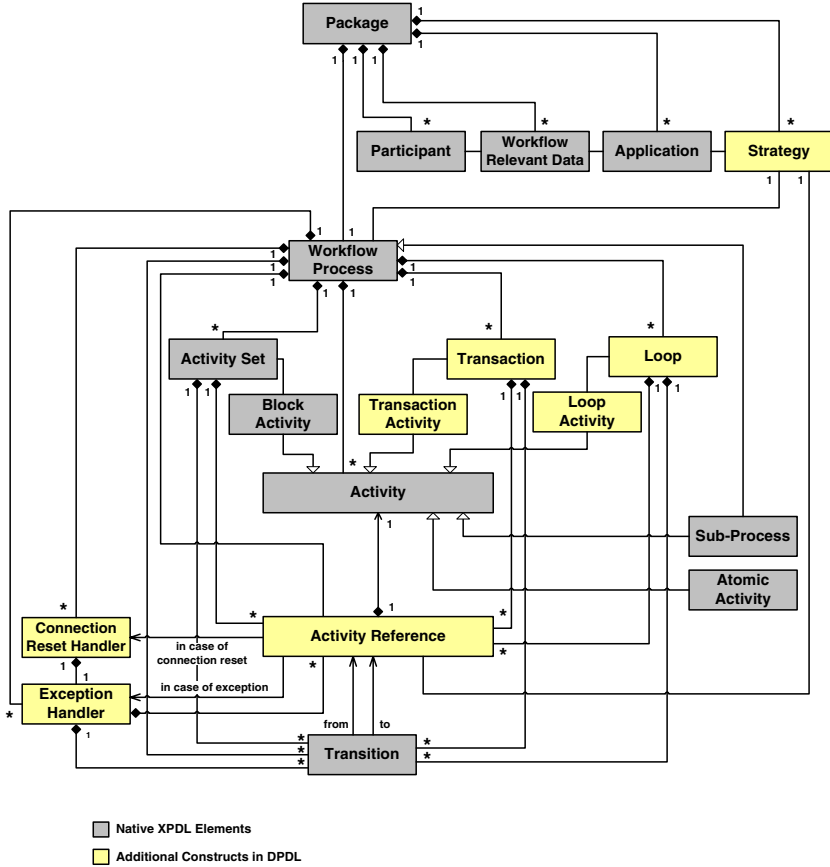 Package
1
1
1
1
1
1
*
*
*
*
Participant
Workflow
Relevant Data
Application
Strategy
1
1
1
1
Workflow
Process
1
1
1
1
1
1
1
1
*
*
*
Activity Set
Transaction
Loop
1
1
1
1
1
1
Block
Activity
Transaction
Activity
Loop
Activity
*
Activity
1
Sub-Process
Atomic
Activity
*
*
1
*
Connection
Reset Handler
Activity Reference
in case of
connection reset
*
*
1
1
in case of exception
Exception
Handler
*
1
from
to
*
*
*
*
*
Transition
Native XPDL Elements
Additional Constructs in DPDL